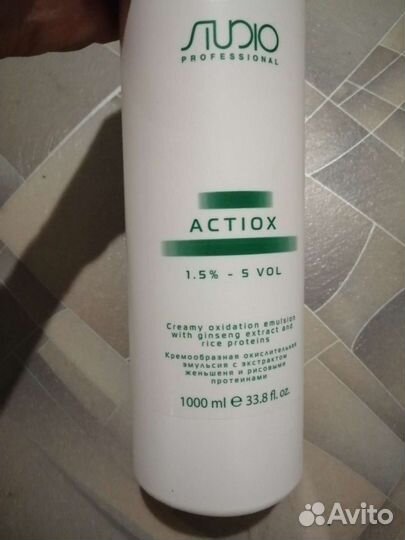 STUDIO
PROFESSIONAL
ACTIOX
1.5% - 5 VOL
Creamy oxidation emulsion
with ginseng extract and
rice proteins
Кремообразная окислительная
эмульсия с экстрактом
женьшеня и рисовыми
протеинами
1000 ml e 33.8 fl. oz.
Avito